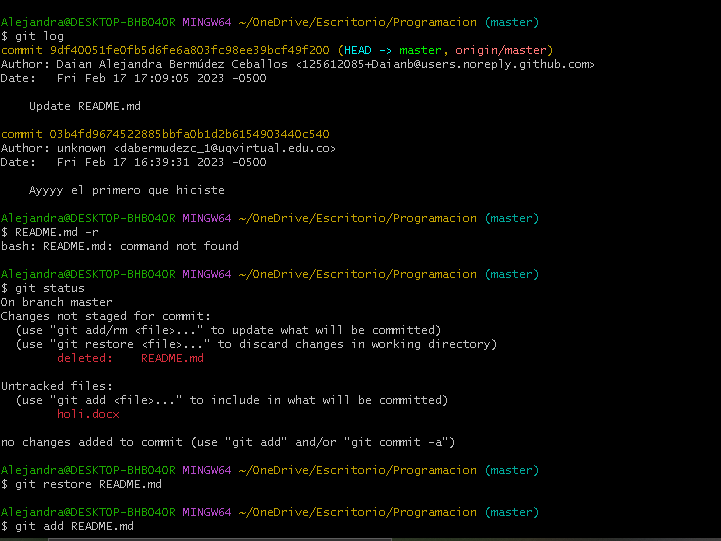 Alejandra@DESKTOP-BHBO4OR MINGW64 ~/OneDrive/Escritorio/Programacion (master)
$ git log
commit 9df40051fe0fb5d6fe6a803fc98ee39bcf49f200 (HEAD -> master, origin/master)
Author: Daian Alejandra Bermúdez Ceballos <125612085+Daianb@users.noreply.github.com>
Date:   Fri Feb 17 17:09:05 2023 -0500
    Update README.md
commit 03b4fd9674522885bbfa0b1d2b6154903440c540
Author: unknown <dabermudezc_1@uqvirtual.edu.co>
Date:   Fri Feb 17 16:39:31 2023 -0500
    Ayyyy el primero que hiciste
Alejandra@DESKTOP-BHBO4OR MINGW64 ~/OneDrive/Escritorio/Programacion (master)
$ README.md -r
bash: README.md: command not found
Alejandra@DESKTOP-BHBO4OR MINGW64 ~/OneDrive/Escritorio/Programacion (master)
$ git status
On branch master
Changes not staged for commit:
  (use "git add/rm <file>..." to update what will be committed)
  (use "git restore <file>..." to discard changes in working directory)
        deleted:    README.md
Untracked files:
  (use "git add <file>..." to include in what will be committed)
        holi.docx
no changes added to commit (use "git add" and/or "git commit -a")
Alejandra@DESKTOP-BHBO4OR MINGW64 ~/OneDrive/Escritorio/Programacion (master)
$ git restore README.md
Alejandra@DESKTOP-BHBO4OR MINGW64 ~/OneDrive/Escritorio/Programacion (master)
$ git add README.md